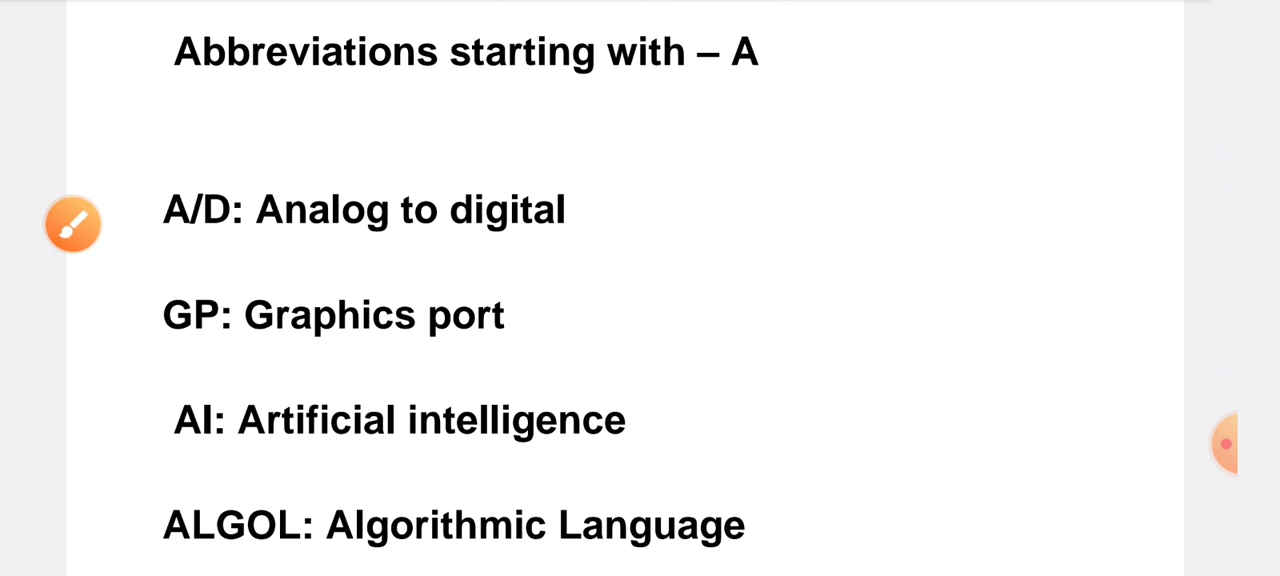 Abbreviations starting with – A
A/D: Analog to digital
GP: Graphics port
AI: Artificial intelligence
ALGOL: Algorithmic Language